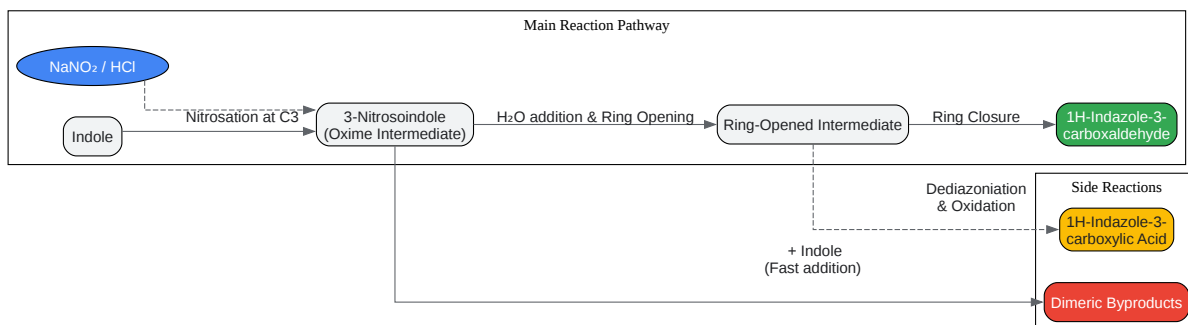 Main Reaction Pathway
NaNO₂ / HCl
Indole
Nitrosation at C3
3-Nitrosoindole
(Oxime Intermediate)
H₂O addition & Ring Opening
Ring-Opened Intermediate
Ring Closure
1H-Indazole-3-
carboxaldehyde
Side Reactions
Dediazoniation
& Oxidation
1H-Indazole-3-
carboxylic Acid
+ Indole
(Fast addition)
Dimeric Byproducts